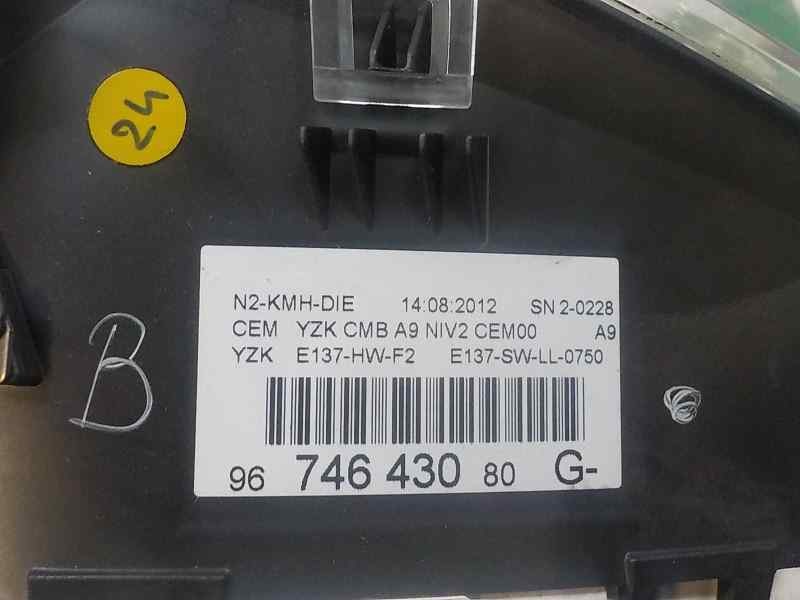 24
N2-KMH-DIE 14:08:2012 SN 2-0228
CEM YZK CMB A9 NIV2 CEM00 A9
YZK E137-HW-F2 E137-SW-LL-0750
B
96 746 430 80 G-